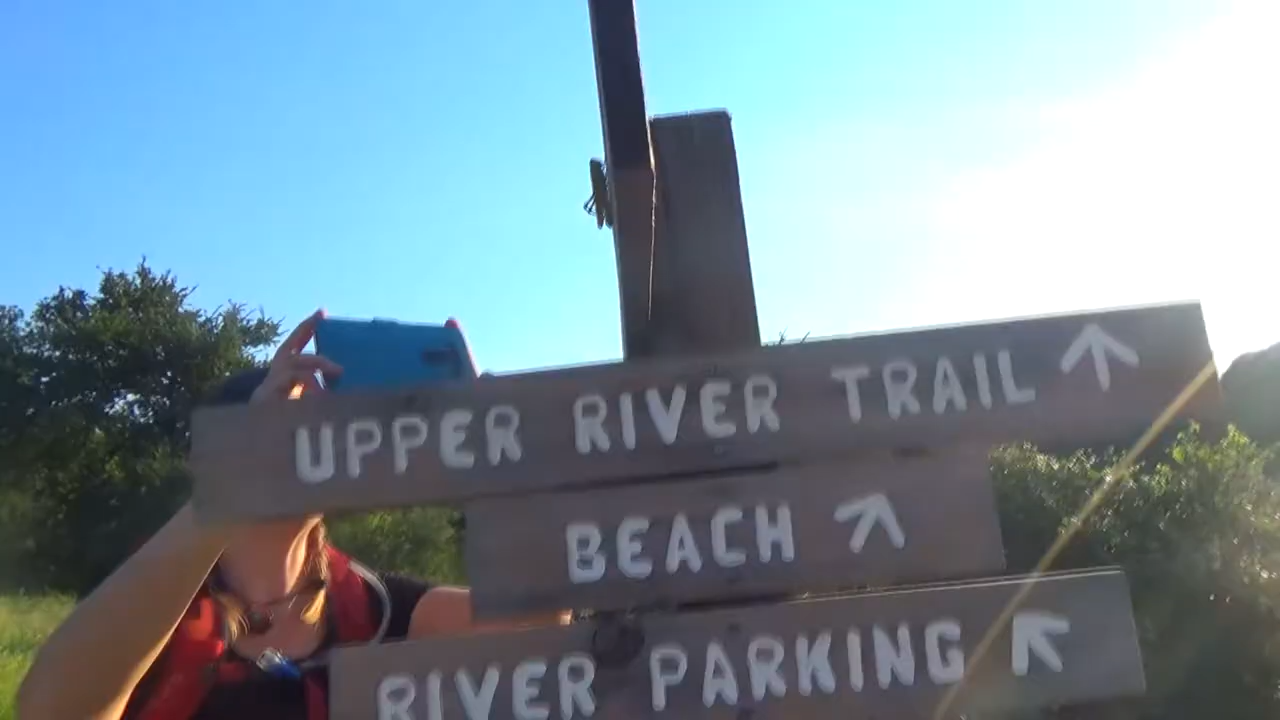 UPPER RIVER TRAIL ↑
BEACH ↗
RIVER PARKING ↖